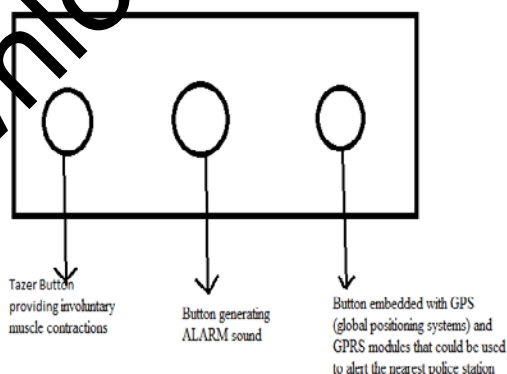 Tazer Button
providing involuntary
muscle contractions
Button generating
ALARM sound
Button embedded with GPS
(global positioning systems) and
GPRS modules that could be used
to alert the nearest police station